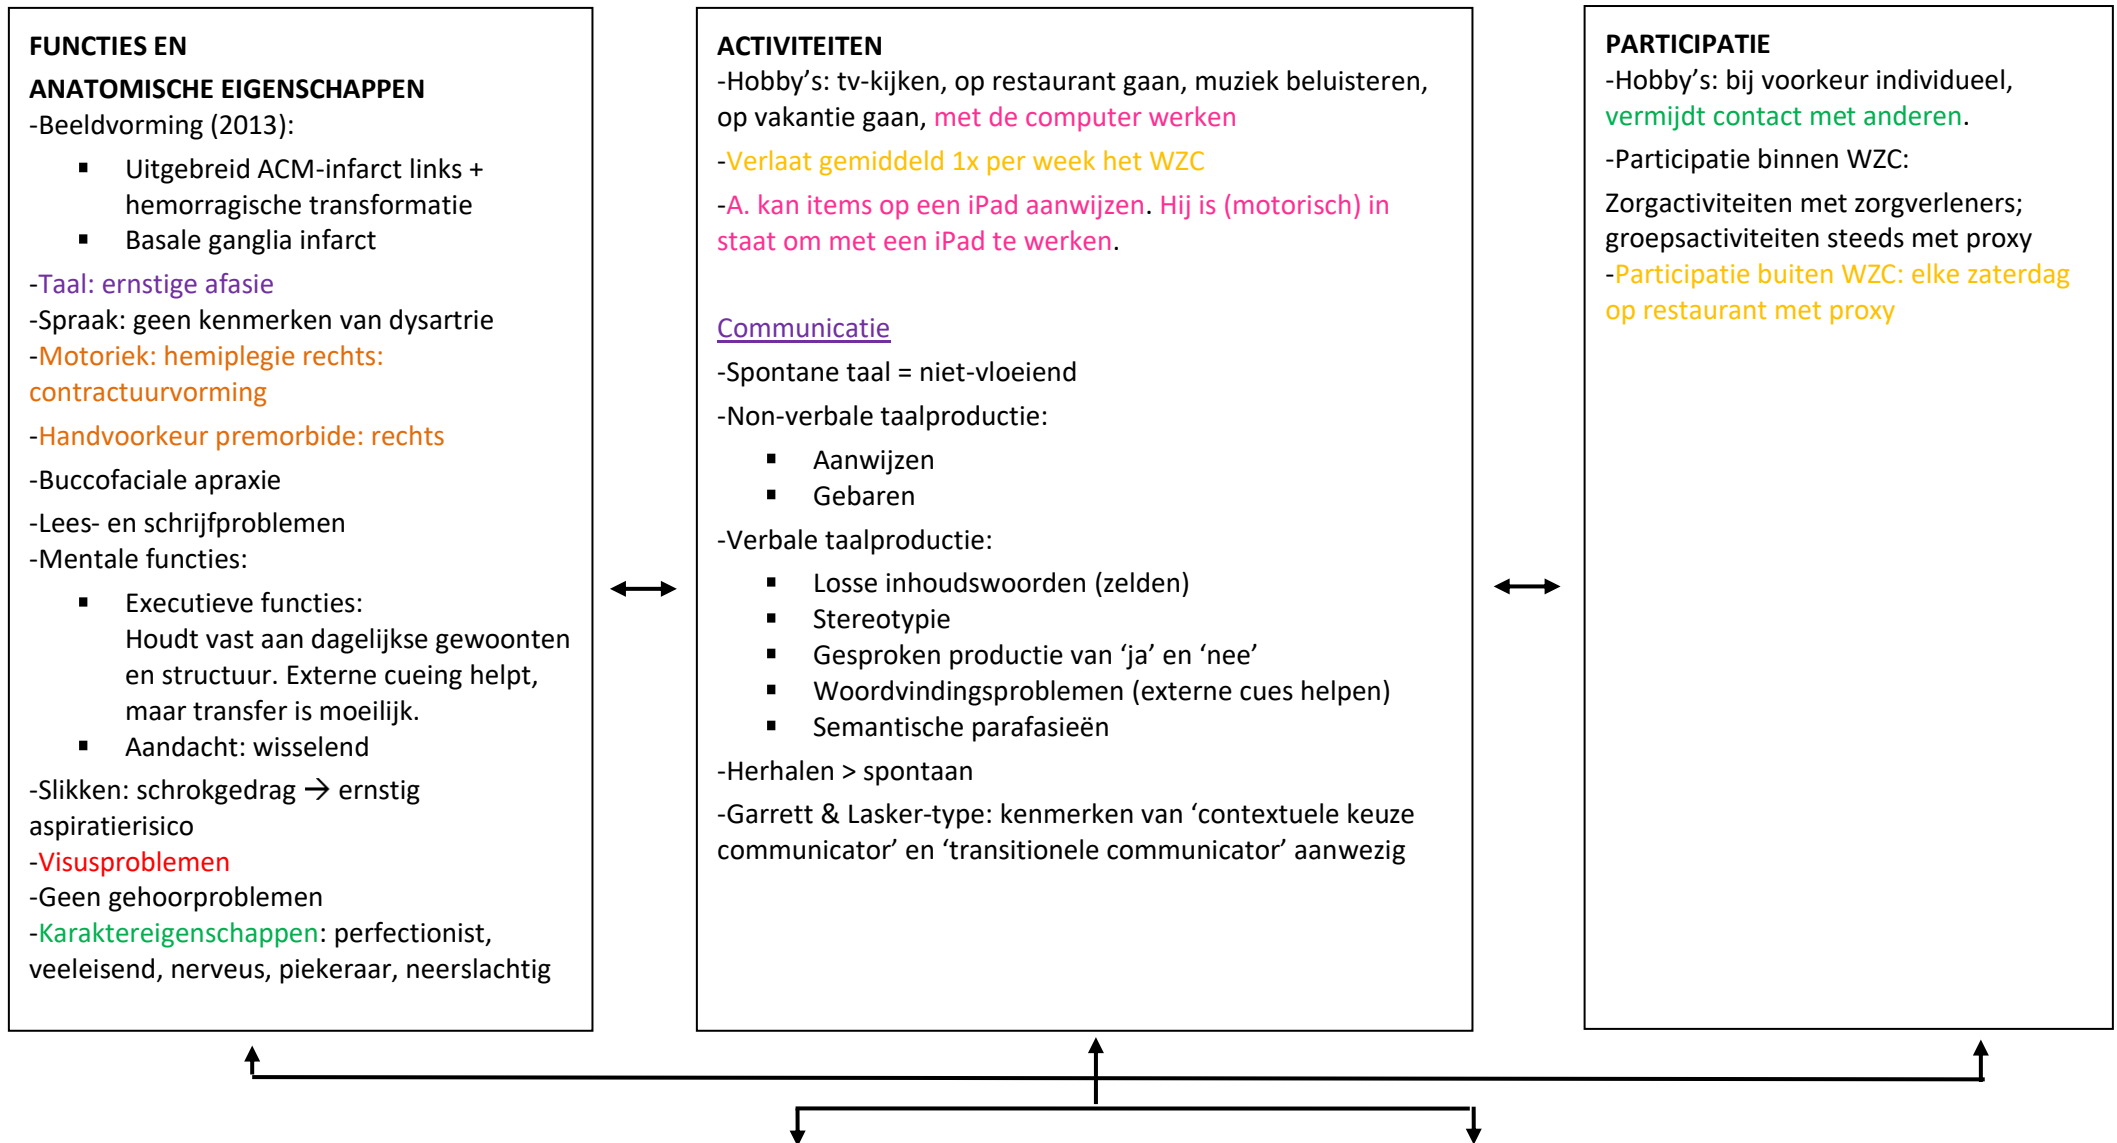 FUNCTIES EN
ANATOMISCHE EIGENSCHAPPEN
-Beeldvorming (2013):
▪ Uitgebreid ACM-infarct links +
hemorragische transformatie
▪ Basale ganglia infarct
-Taal: ernstige afasie
-Spraak: geen kenmerken van dysartrie
-Motoriek: hemiplegie rechts:
contractuurvorming
-Handvoorkeur premorbide: rechts
-Buccofaciale apraxie
-Lees- en schrijfproblemen
-Mentale functies:
▪ Executieve functies:
Houdt vast aan dagelijkse gewoonten
en structuur. Externe cueing helpt,
maar transfer is moeilijk.
▪ Aandacht: wisselend
-Slikken: schrokgedrag → ernstig
aspiratierisico
-Visusproblemen
-Geen gehoorproblemen
-Karaktereigenschappen: perfectionist,
veeleisend, nerveus, piekeraar, neerslachtig
ACTIVITEITEN
-Hobby’s: tv-kijken, op restaurant gaan, muziek beluisteren,
op vakantie gaan, met de computer werken
-Verlaat gemiddeld 1x per week het WZC
-A. kan items op een iPad aanwijzen. Hij is (motorisch) in
staat om met een iPad te werken.
Communicatie
-Spontane taal = niet-vloeiend
-Non-verbale taalproductie:
▪ Aanwijzen
▪ Gebaren
-Verbale taalproductie:
▪ Losse inhoudswoorden (zelden)
▪ Stereotypie
▪ Gesproken productie van ‘ja’ en ‘nee’
▪ Woordvindingsproblemen (externe cues helpen)
▪ Semantische parafasieën
-Herhalen > spontaan
-Garrett & Lasker-type: kenmerken van ‘contextuele keuze
communicator’ en ‘transitionele communicator’ aanwezig
PARTICIPATIE
-Hobby’s: bij voorkeur individueel,
vermijdt contact met anderen.
-Participatie binnen WZC:
Zorgactiviteiten met zorgverleners;
groepsactiviteiten steeds met proxy
-Participatie buiten WZC: elke zaterdag
op restaurant met proxy